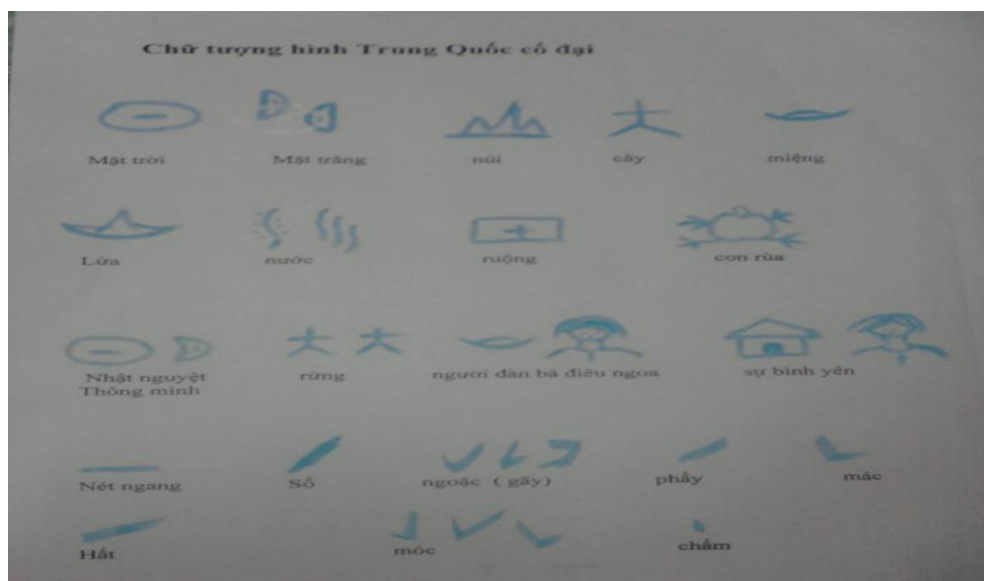 Chữ tượng hình Trung Quốc cổ đại
Mặt trời Mặt trăng núi cây miệng
Lửa nước ruộng con rùa
Nhật nguyệt rừng người đàn bà điêu ngoa sự bình yên
Thông minh
Nét ngang Sổ ngoặc ( gãy) phẩy mác
Hất móc chấm